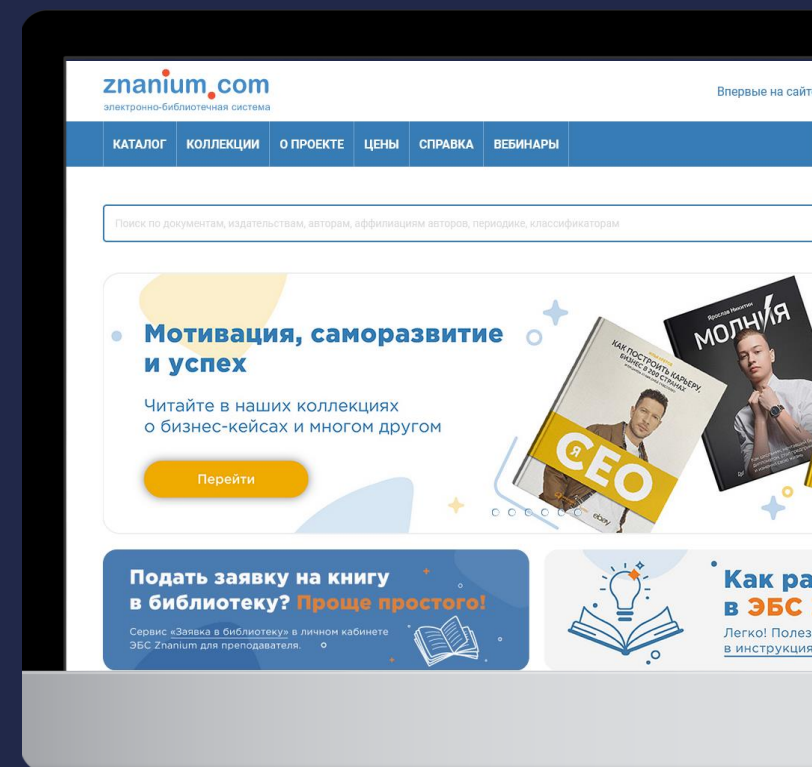 znanium.com
электронно-библиотечная система
Впервые на сайт
КАТАЛОГ КОЛЛЕКЦИИ О ПРОЕКТЕ ЦЕНЫ СПРАВКА ВЕБИНАРЫ
Поиск по документам, издательствам, авторам, аффилиациям авторов, периодике, классификаторам
Мотивация, саморазвитие
и успех
Читайте в наших коллекциях
о бизнес-кейсах и многом другом
Перейти
КАК ПОСТРОИТЬ КАРЬЕРУ,
БИЗНЕС В 200 СТРАНАХ
Я CEO
ebay
Ярослав Никитин
МОЛНИЯ
Подать заявку на книгу
в библиотеку? Проще простого!
Сервис «Заявка в библиотеку» в личном кабинете
ЭБС Znanium для преподавателя.
Как ра
в ЭБС
Легко! Полез
в инструкция